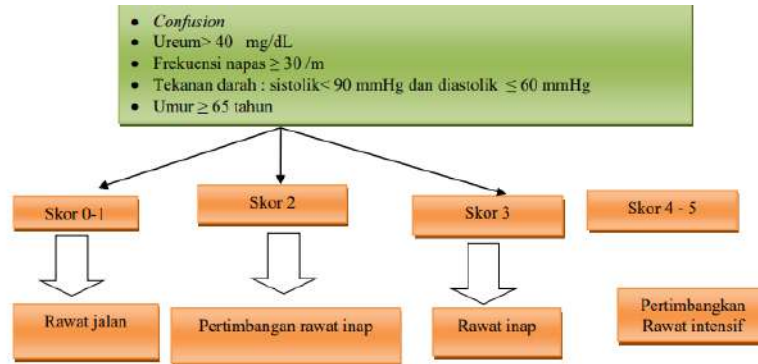 • Confusion
• Ureum> 40 mg/dL
• Frekuensi napas ≥ 30 /m
• Tekanan darah : sistolik< 90 mmHg dan diastolik ≤ 60 mmHg
• Umur ≥ 65 tahun
Skor 0-1
Skor 2
Skor 3
Skor 4 - 5
Rawat jalan
Pertimbangan rawat inap
Rawat inap
Pertimbangkan
Rawat intensif